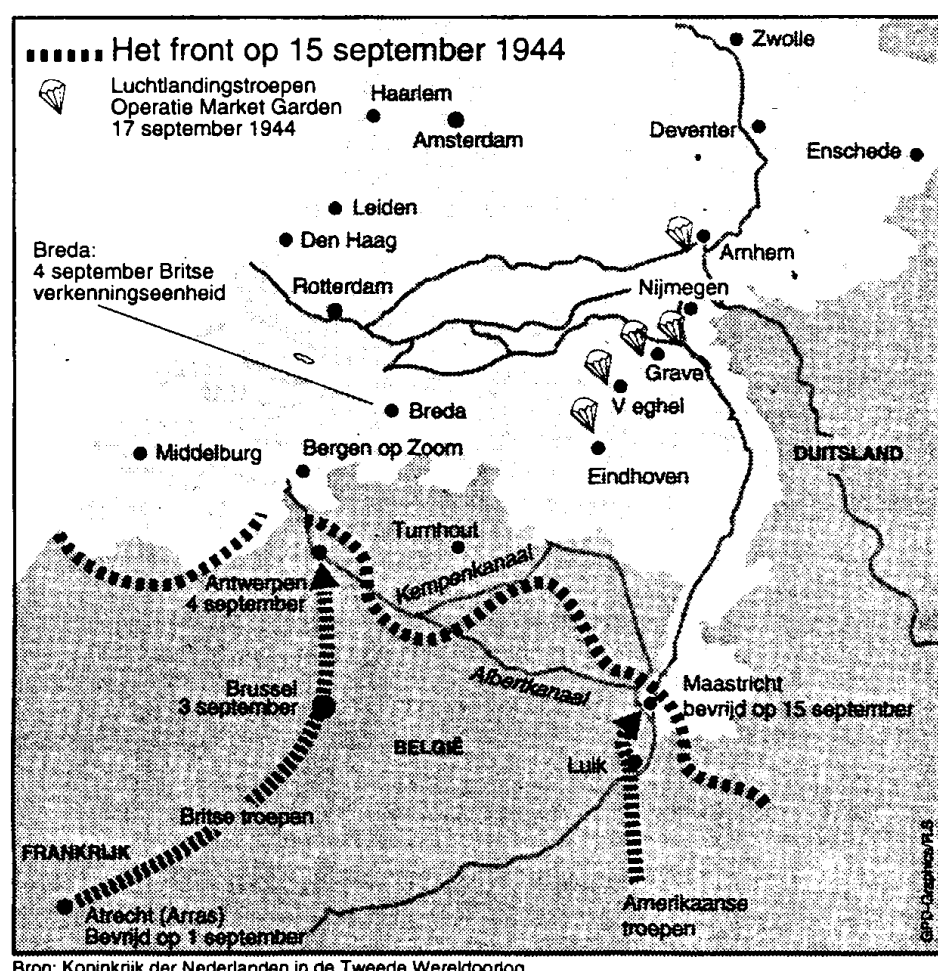 Het front op 15 september 1944
Luchtlandingstroepen
Operatie Market Garden
17 september 1944
Zwolle
Haarlem
Amsterdam
Deventer
Enschede
Leiden
Den Haag
Arnhem
Breda:
4 september Britse
verkenningseenheid
Rotterdam
Nijmegen
Grave
Veghel
Breda
Middelburg
Bergen op Zoom
Eindhoven
DUITSLAND
Turnhout
Kempenkanaal
Antwerpen
4 september
Albertkanaal
Maastricht
bevrijd op 15 september
Brussel
3 september
BELGIË
Luik
Britse troepen
FRANKRIJK
Atrecht (Arras)
Bevrijd op 1 september
Amerikaanse
troepen
GPD-Graphics/RS
Bron: Koninkrijk der Nederlanden in de Tweede Wereldoorlog